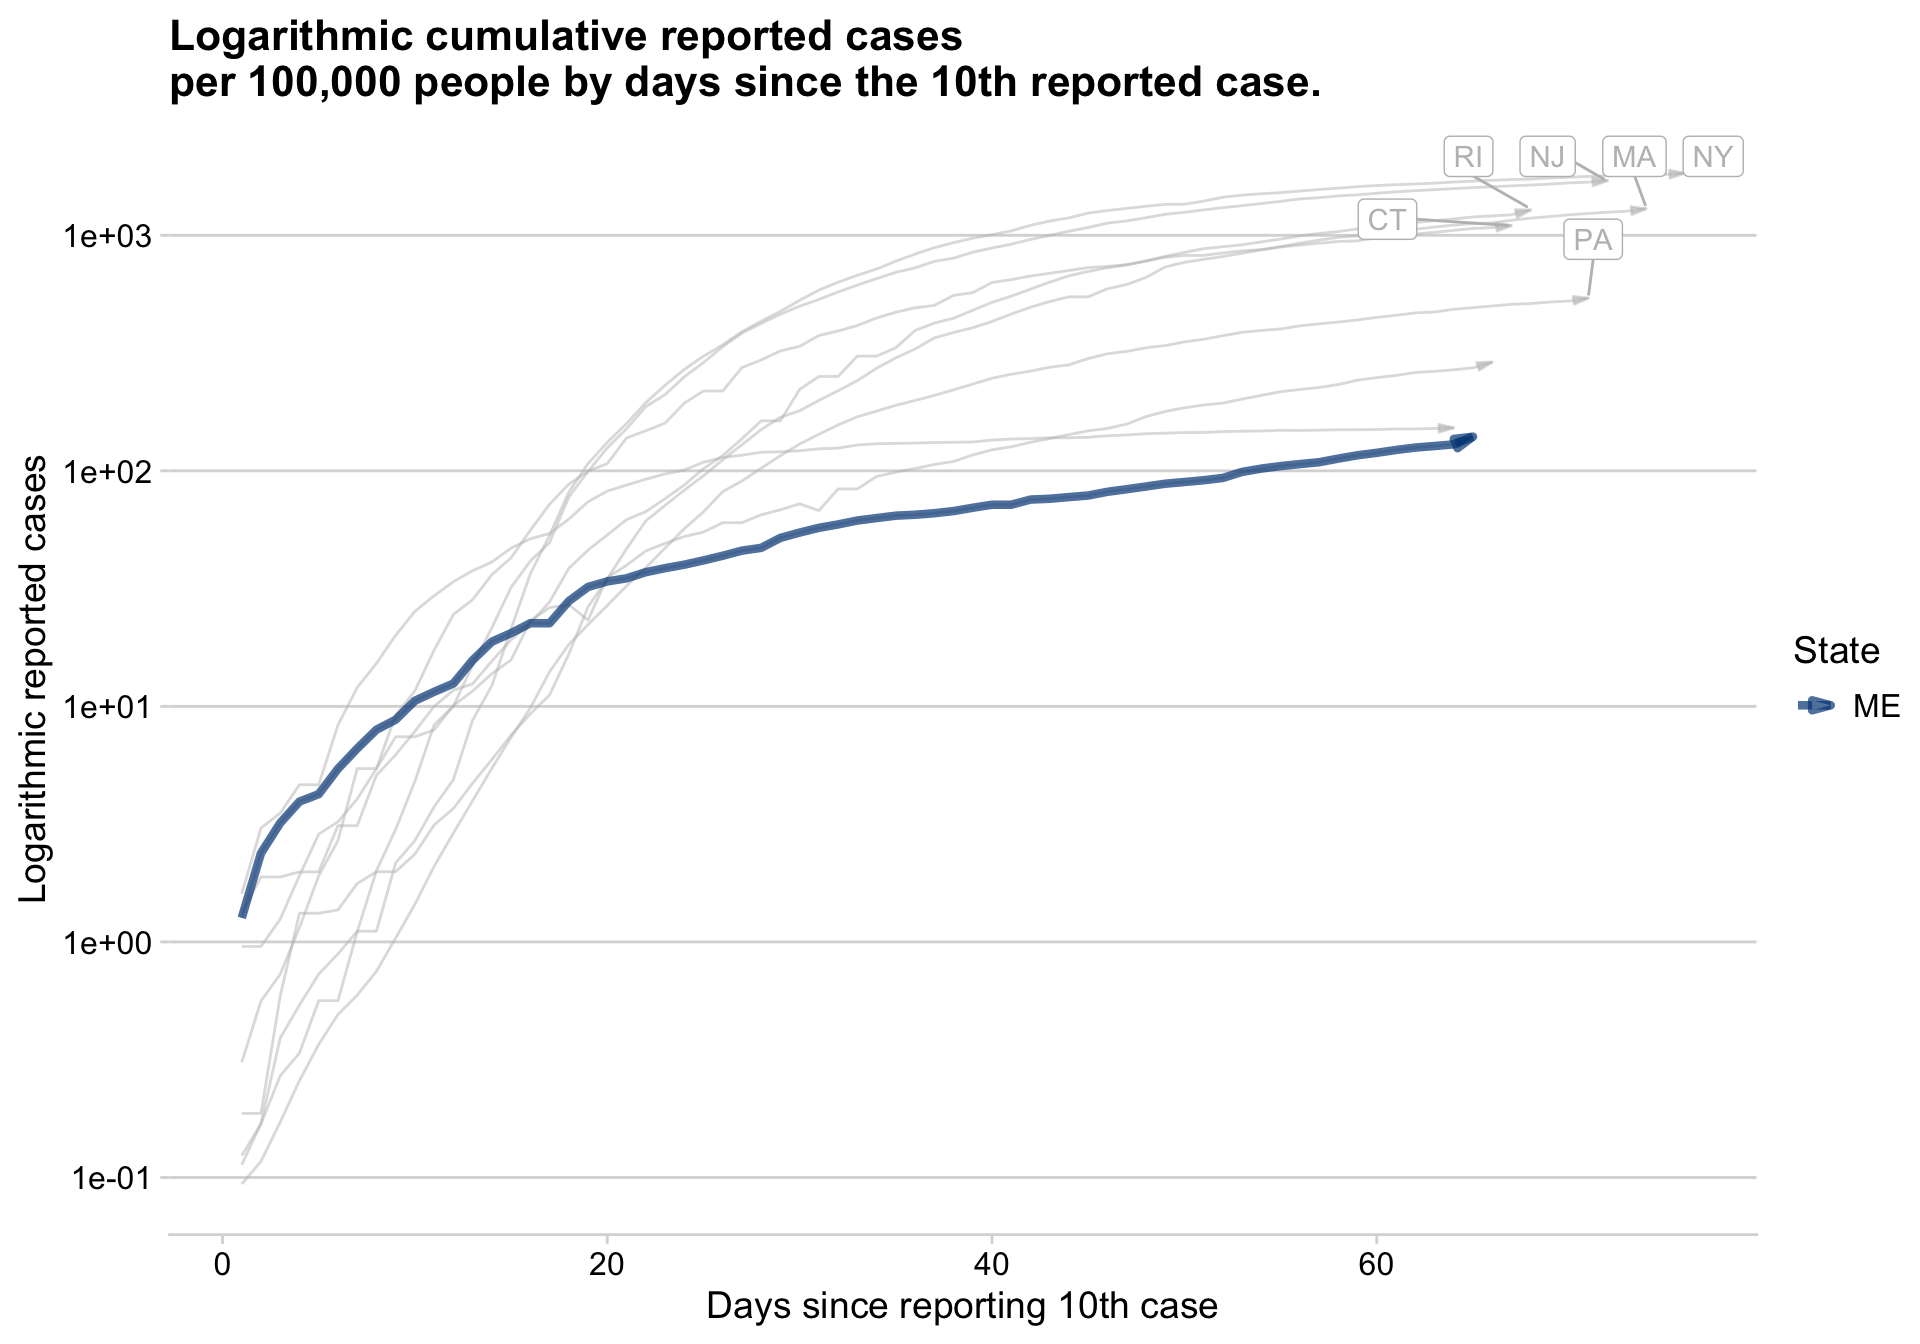 Logarithmic cumulative reported cases
per 100,000 people by days since the 10th reported case.
RI
NJ
MA
NY
CT
PA
1e+03
1e+02
1e+01
1e+00
1e-01
Logarithmic reported cases
0
20
40
60
Days since reporting 10th case
State
ME